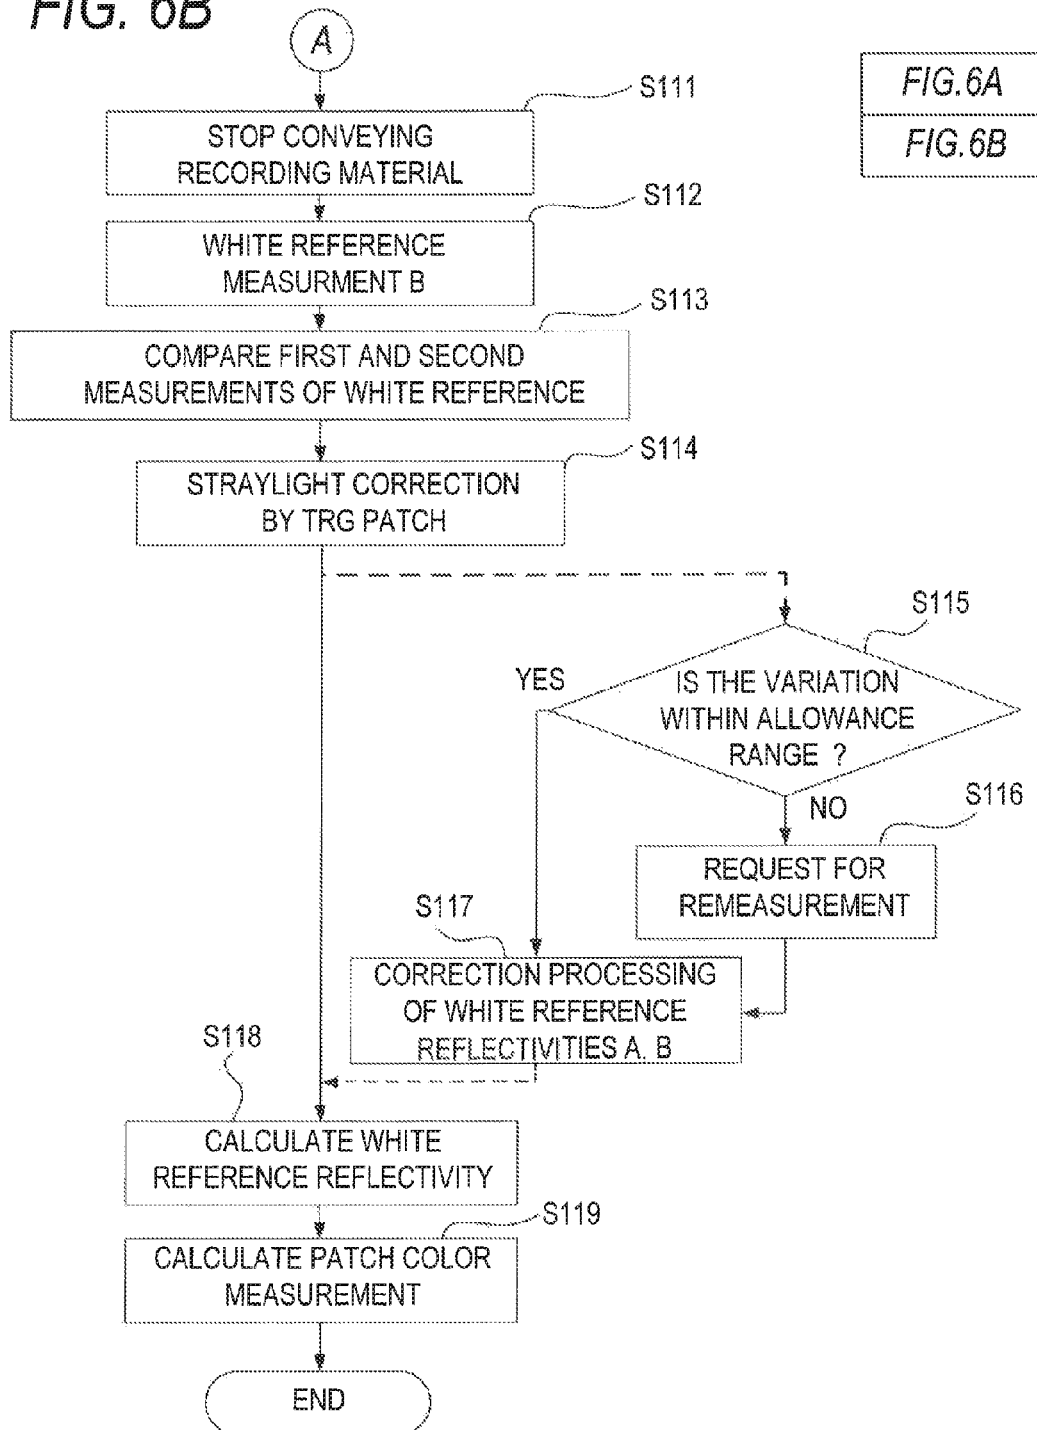 FIG. 6B
A
FIG.6A
FIG.6B
S111
STOP CONVEYING
RECORDING MATERIAL
S112
WHITE REFERENCE
MEASURMENT B
S113
COMPARE FIRST AND SECOND
MEASUREMENTS OF WHITE REFERENCE
S114
STRAYLIGHT CORRECTION
BY TRG PATCH
S115
YES
IS THE VARIATION
WITHIN ALLOWANCE
RANGE ?
NO
S116
REQUEST FOR
REMEASUREMENT
S117
CORRECTION PROCESSING
OF WHITE REFERENCE
REFLECTIVITIES A. B
S118
CALCULATE WHITE
REFERENCE REFLECTIVITY
S119
CALCULATE PATCH COLOR
MEASUREMENT
END